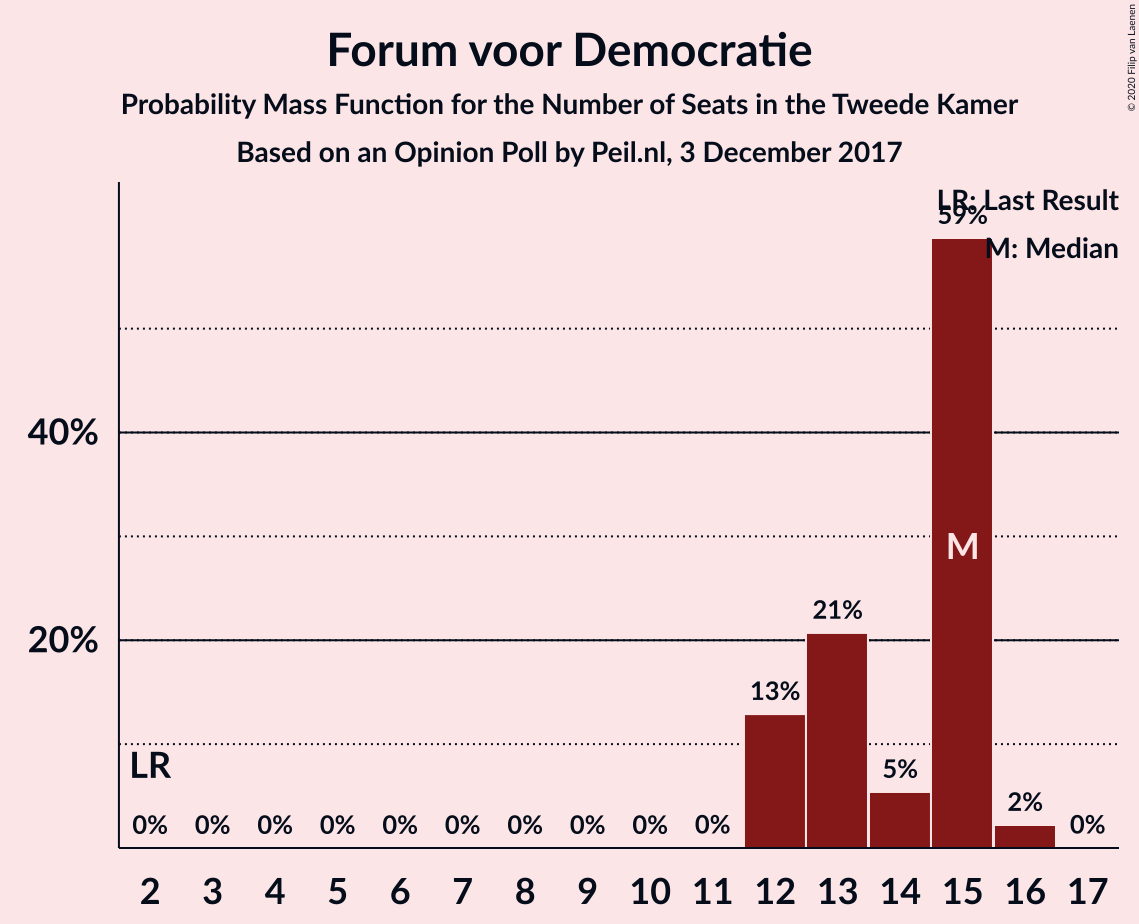 Forum voor Democratie
Probability Mass Function for the Number of Seats in the Tweede Kamer
Based on an Opinion Poll by Peil.nl, 3 December 2017
© 2020 Filip van Laenen
LR: Last Result
M: Median
59%
40%
M
21%
20%
13%
LR
5%
2%
0% 0% 0% 0% 0% 0% 0% 0% 0% 0% 0%
2 3 4 5 6 7 8 9 10 11 12 13 14 15 16 17